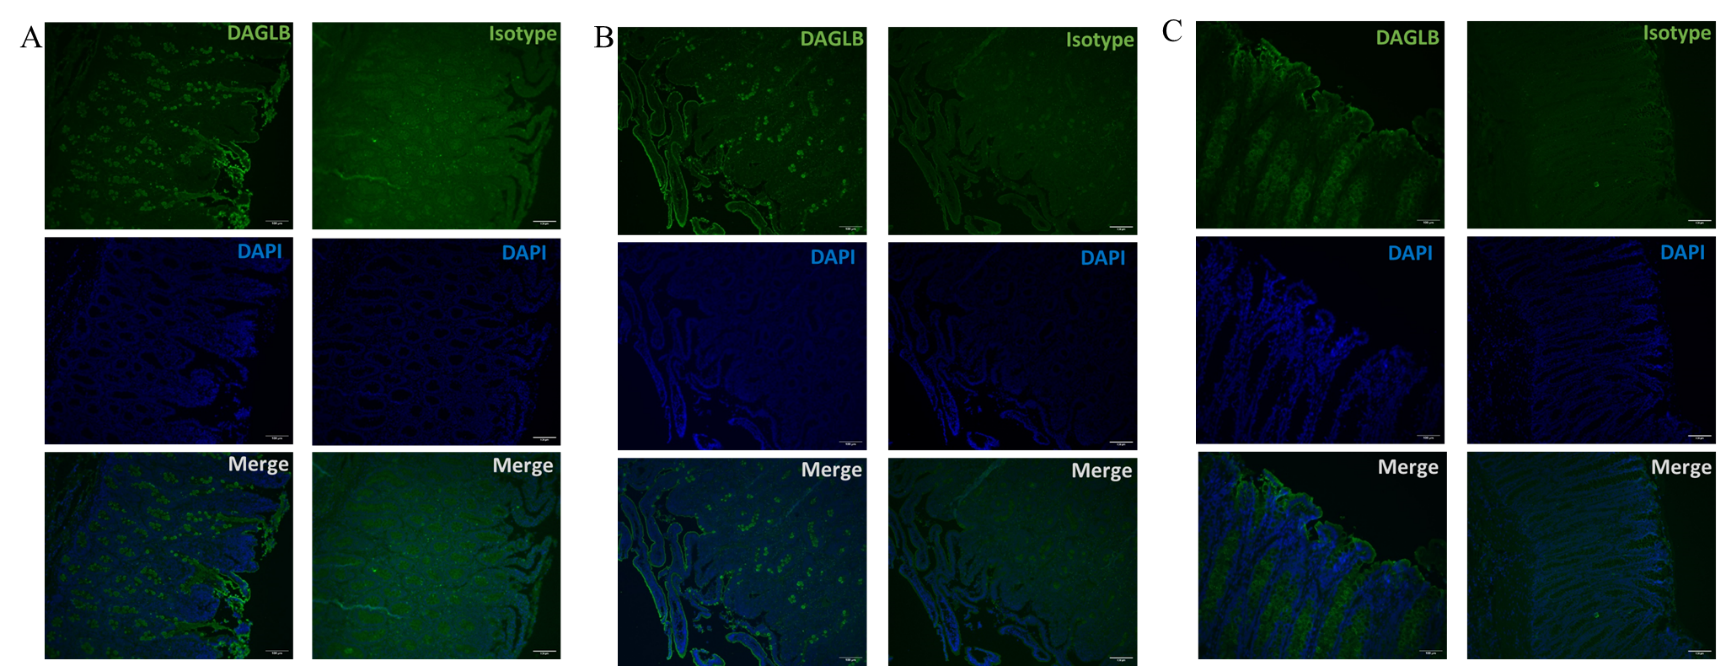 A
DAGLB
Isotype
DAPI
DAPI
Merge
Merge
B
DAGLB
Isotype
DAPI
DAPI
Merge
Merge
C
DAGLB
Isotype
DAPI
DAPI
Merge
Merge